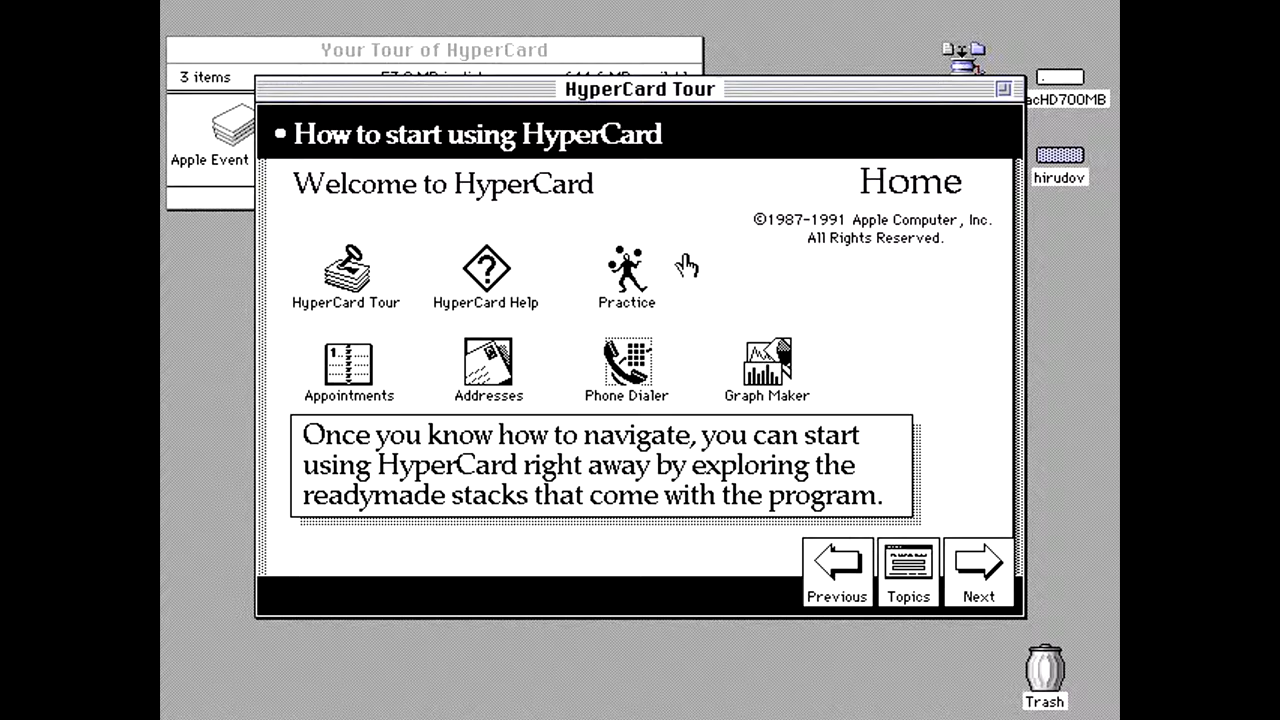 Your Tour of HyperCard
3 items
Apple Event
HyperCard Tour
• How to start using HyperCard
Welcome to HyperCard
Home
©1987-1991 Apple Computer, Inc.
All Rights Reserved.
HyperCard Tour
HyperCard Help
Practice
Appointments
Addresses
Phone Dialer
Graph Maker
Once you know how to navigate, you can start
using HyperCard right away by exploring the
readymade stacks that come with the program.
Previous
Topics
Next
acHD700MB
hirudov
Trash